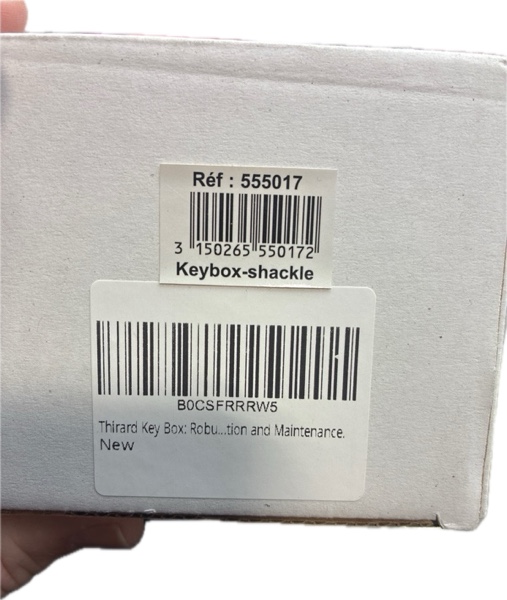 Réf : 555017
3 150265 550172
Keybox-shackle
B0CSFRRRW5
Thirard Key Box: Robu...tion and Maintenance.
New